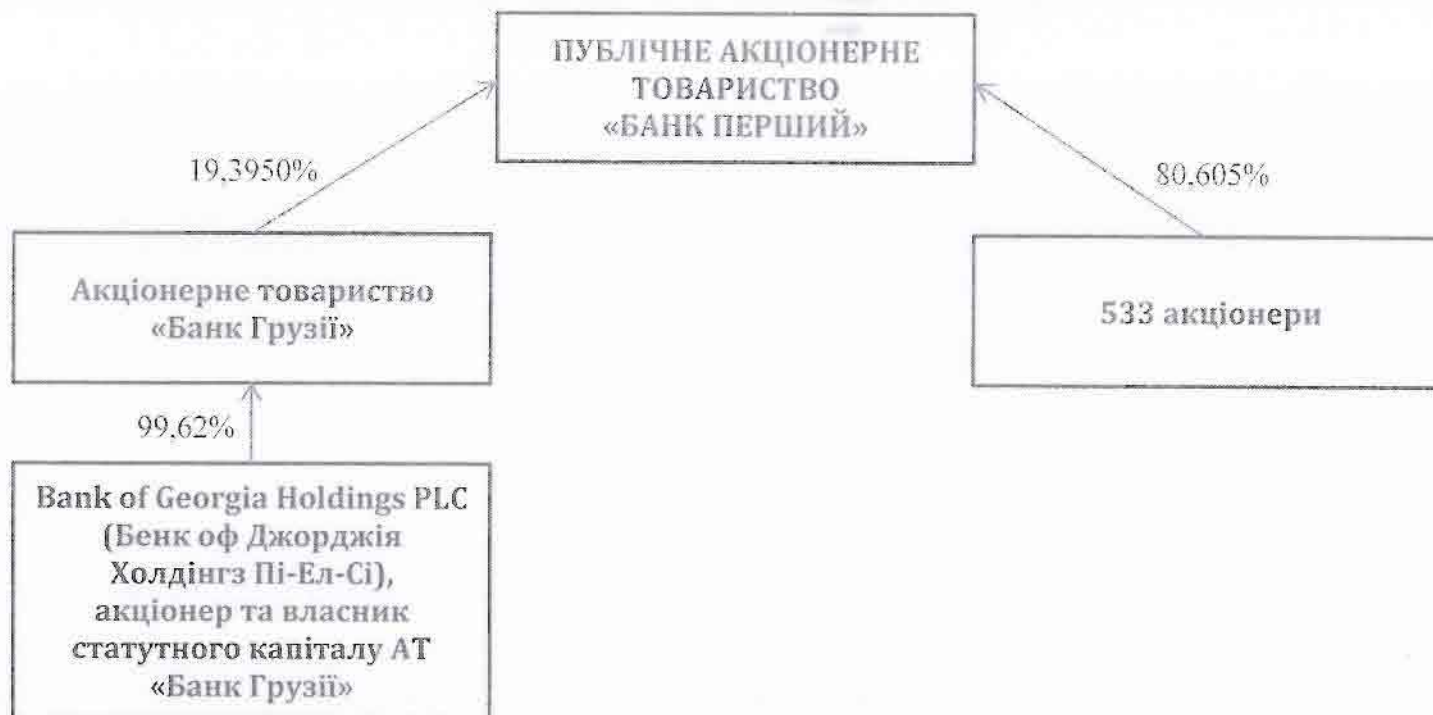 ПУБЛІЧНЕ АКЦІОНЕРНЕ
ТОВАРИСТВО
«БАНК ПЕРШИЙ»
19,3950%
80,605%
Акціонерне товариство
«Банк Грузії»
533 акціонери
99,62%
Bank of Georgia Holdings PLC
(Бенк оф Джорджія
Холдінгз Пі-Ел-Сі),
акціонер та власник
статутного капіталу АТ
«Банк Грузії»